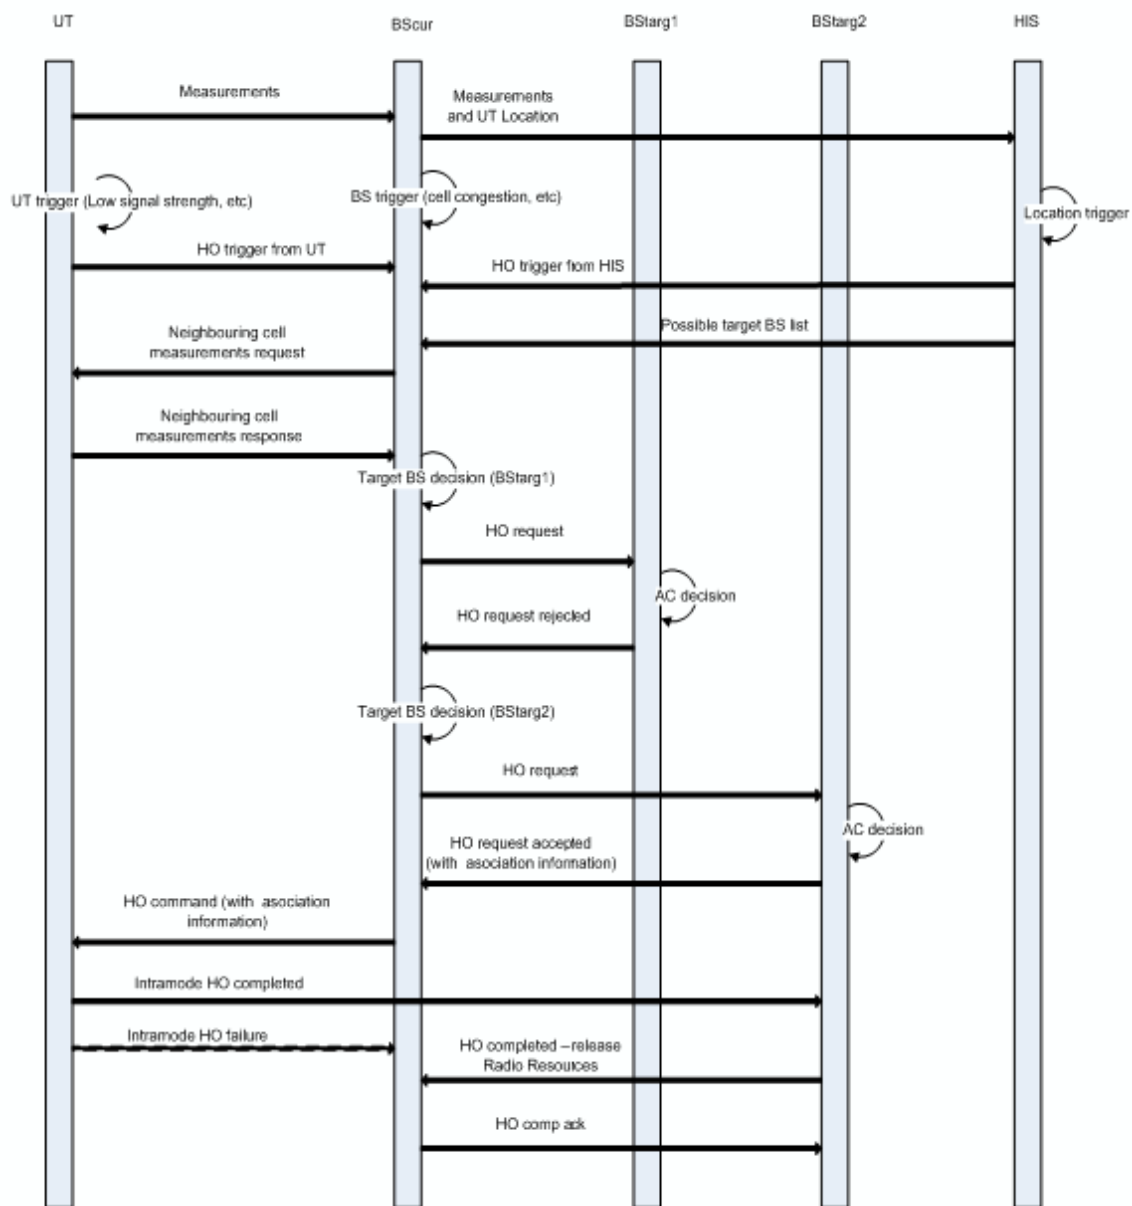 UT
BScur
BStarg1
BStarg2
HIS
Measurements
Measurements
and UT Location
UT trigger (Low signal strength, etc)
BS trigger (cell congestion, etc)
Location trigger
HO trigger from UT
HO trigger from HIS
Possible target BS list
Neighbouring cell
measurements request
Neighbouring cell
measurements response
Target BS decision (BStarg1)
HO request
AC decision
HO request rejected
Target BS decision (BStarg2)
HO request
AC decision
HO request accepted
(with asociation information)
HO command (with asociation
information)
Intramode HO completed
Intramode HO failure
HO completed – release
Radio Resources
HO comp ack